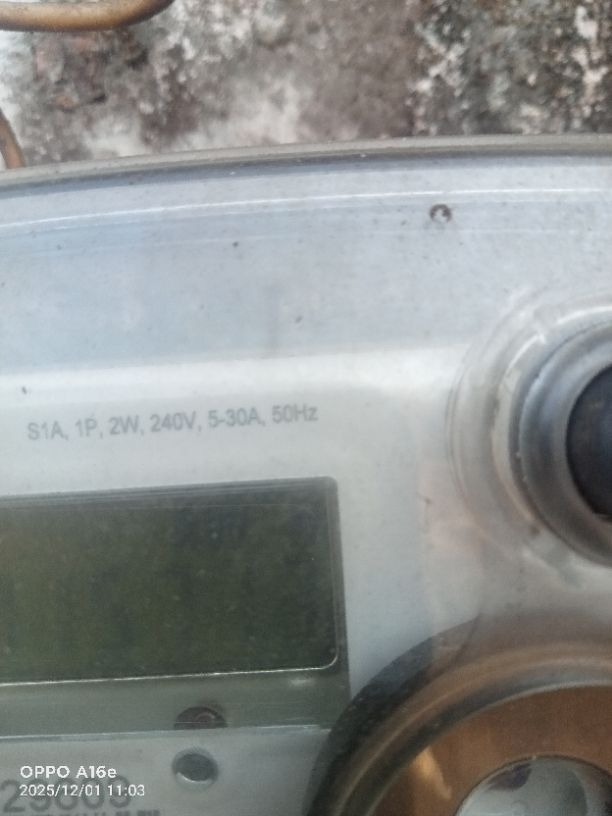 S1A, 1P, 2W, 240V, 5-30A, 50Hz
OPPO A16e
2025/12/01 11:03